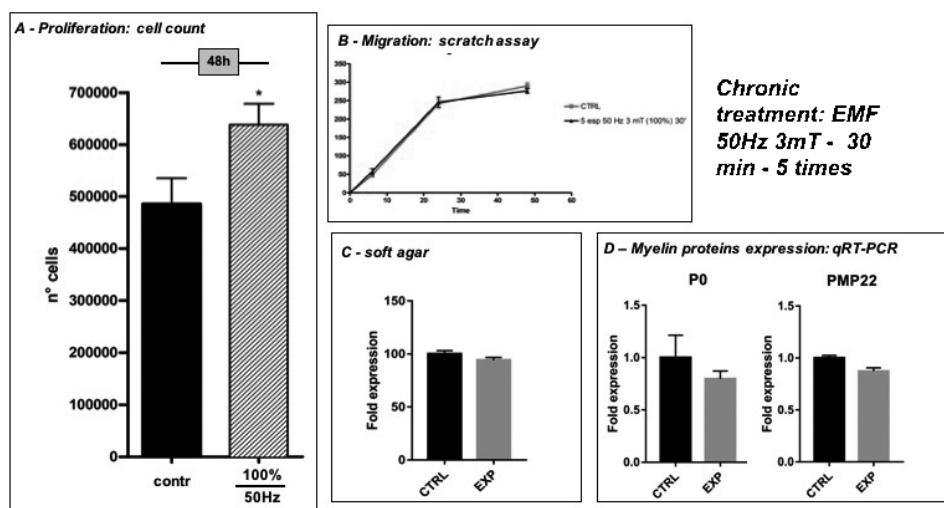 A - Proliferation: cell count
48h
*
700000
600000
500000
400000
300000
200000
100000
0
n° cells
contr
100%
50Hz
B - Migration: scratch assay
350
300
250
200
150
100
50
0
0 10 20 30 40 50 60
Time
CTRL
5 esp 50 Hz 3 mT (100%) 30'
Chronic
treatment: EMF
50Hz 3mT - 30
min - 5 times
C - soft agar
150
100
50
0
Fold expression
CTRL
EXP
D – Myelin proteins expression: qRT-PCR
P0
1.5
1.0
0.5
0.0
Fold expression
CTRL
EXP
PMP22
1.5
1.0
0.5
0.0
Fold expression
CTRL
EXP